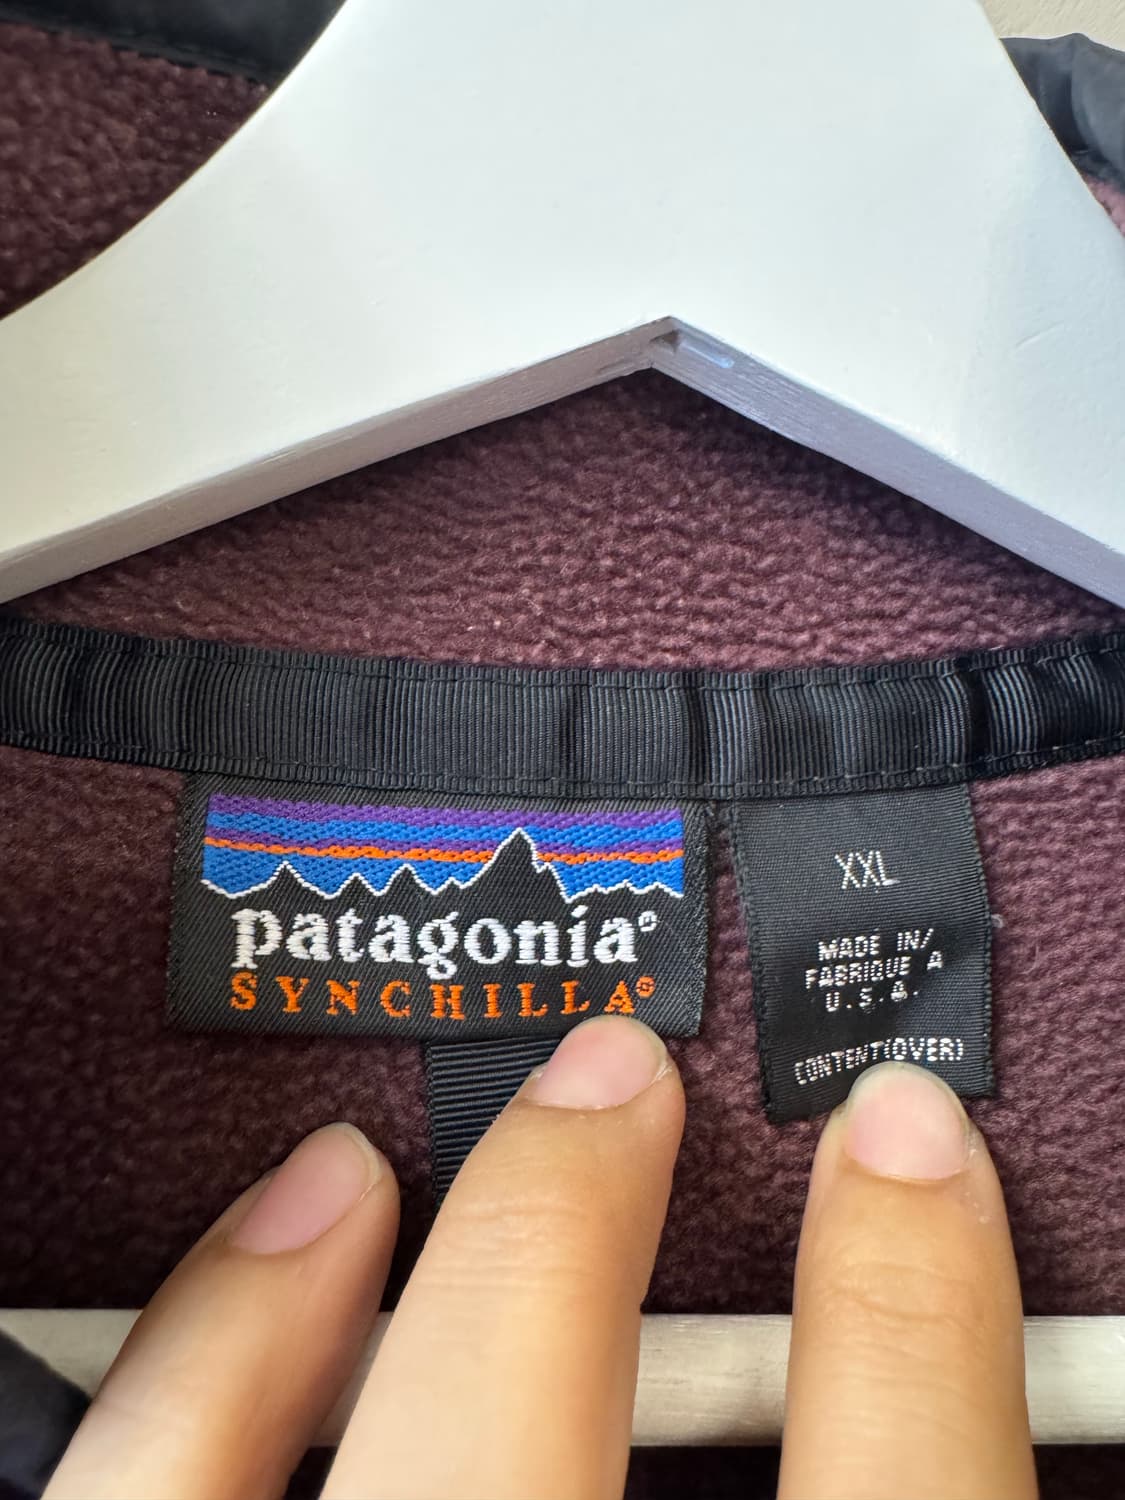 patagonia®
SYNCHILLA®
XXL
MADE IN/
FABRIQUE A
U.S.A.
CONTENT(OVER)